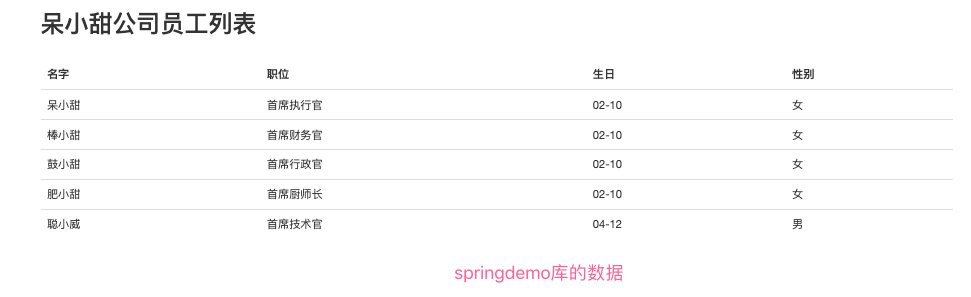 呆小甜公司员工列表
名字 职位 生日 性别
呆小甜 首席执行官 02-10 女
棒小甜 首席财务官 02-10 女
鼓小甜 首席行政官 02-10 女
肥小甜 首席厨师长 02-10 女
聪小威 首席技术官 04-12 男
springdemo库的数据